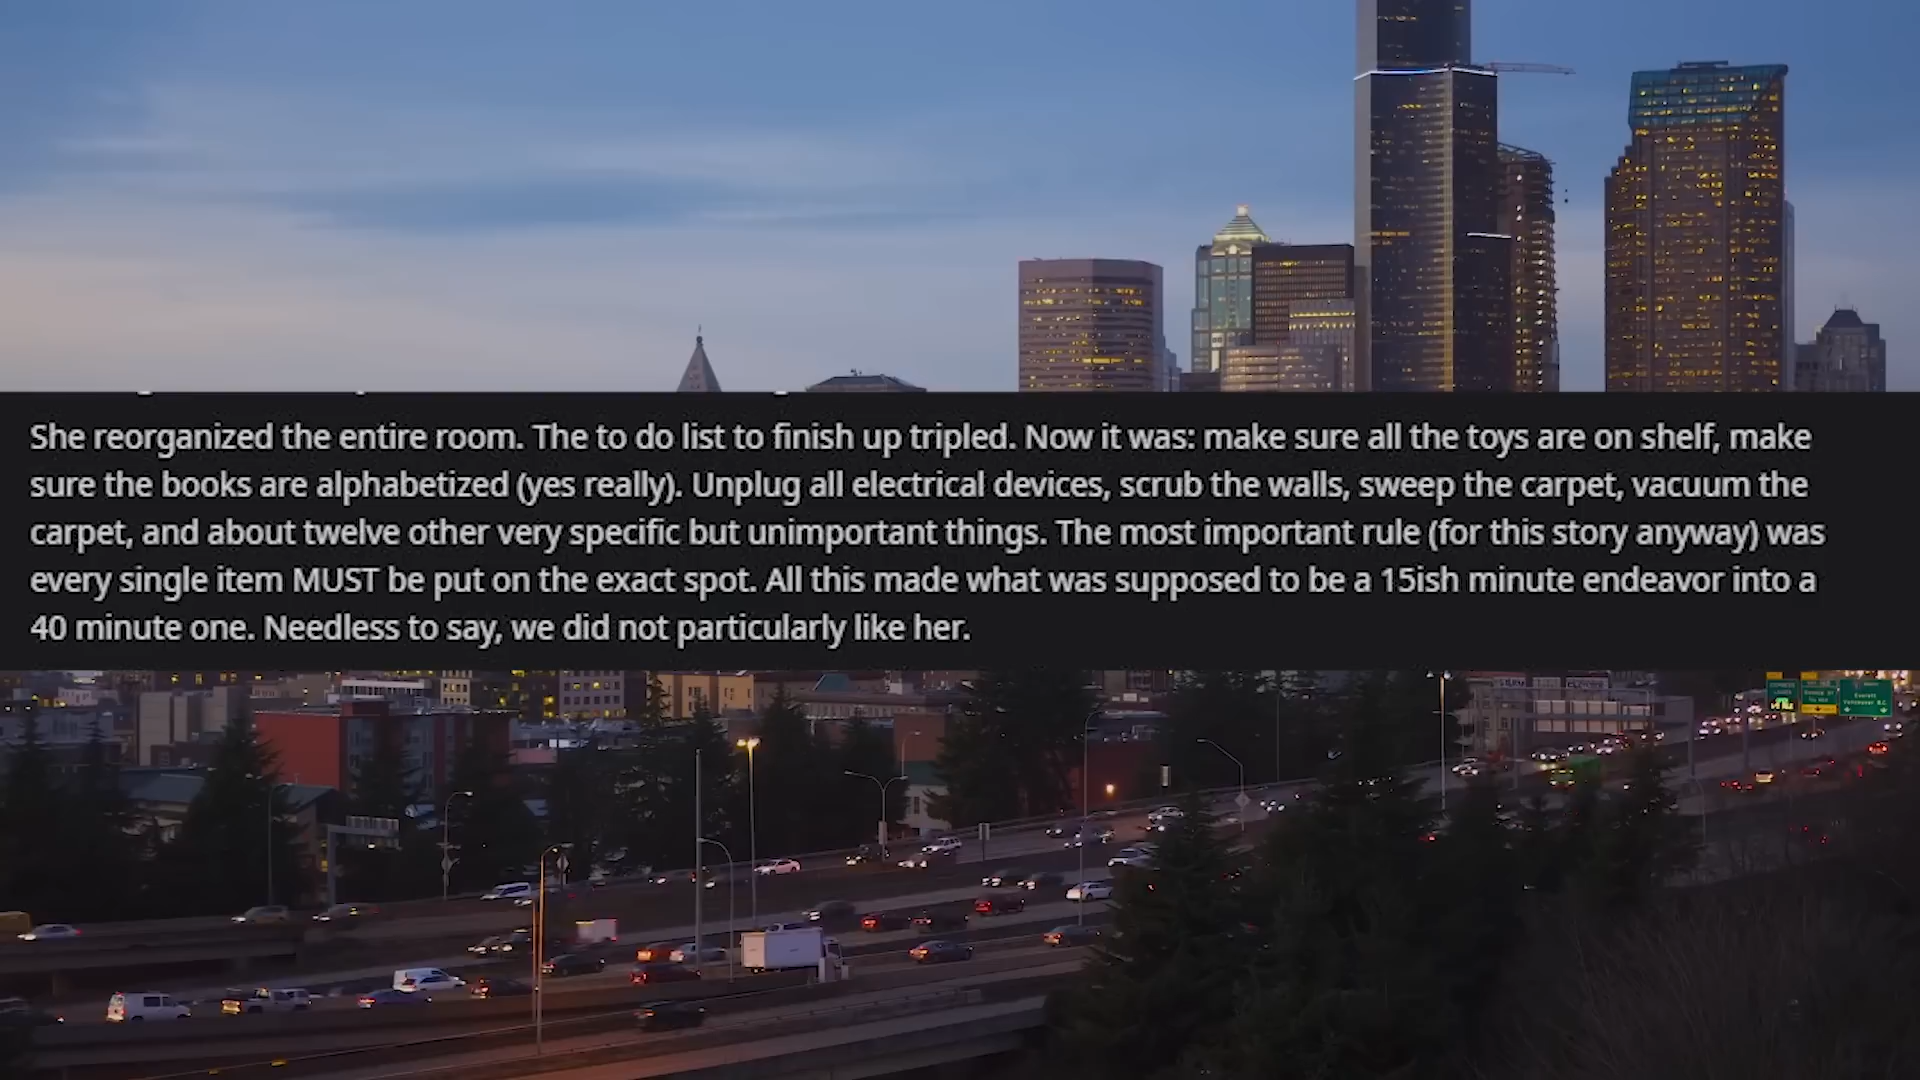 She reorganized the entire room. The to do list to finish up tripled. Now it was: make sure all the toys are on shelf, make
sure the books are alphabetized (yes really). Unplug all electrical devices, scrub the walls, sweep the carpet, vacuum the
carpet, and about twelve other very specific but unimportant things. The most important rule (for this story anyway) was
every single item MUST be put on the exact spot. All this made what was supposed to be a 15ish minute endeavor into a
40 minute one. Needless to say, we did not particularly like her.
Everett
Vancouver B.C.